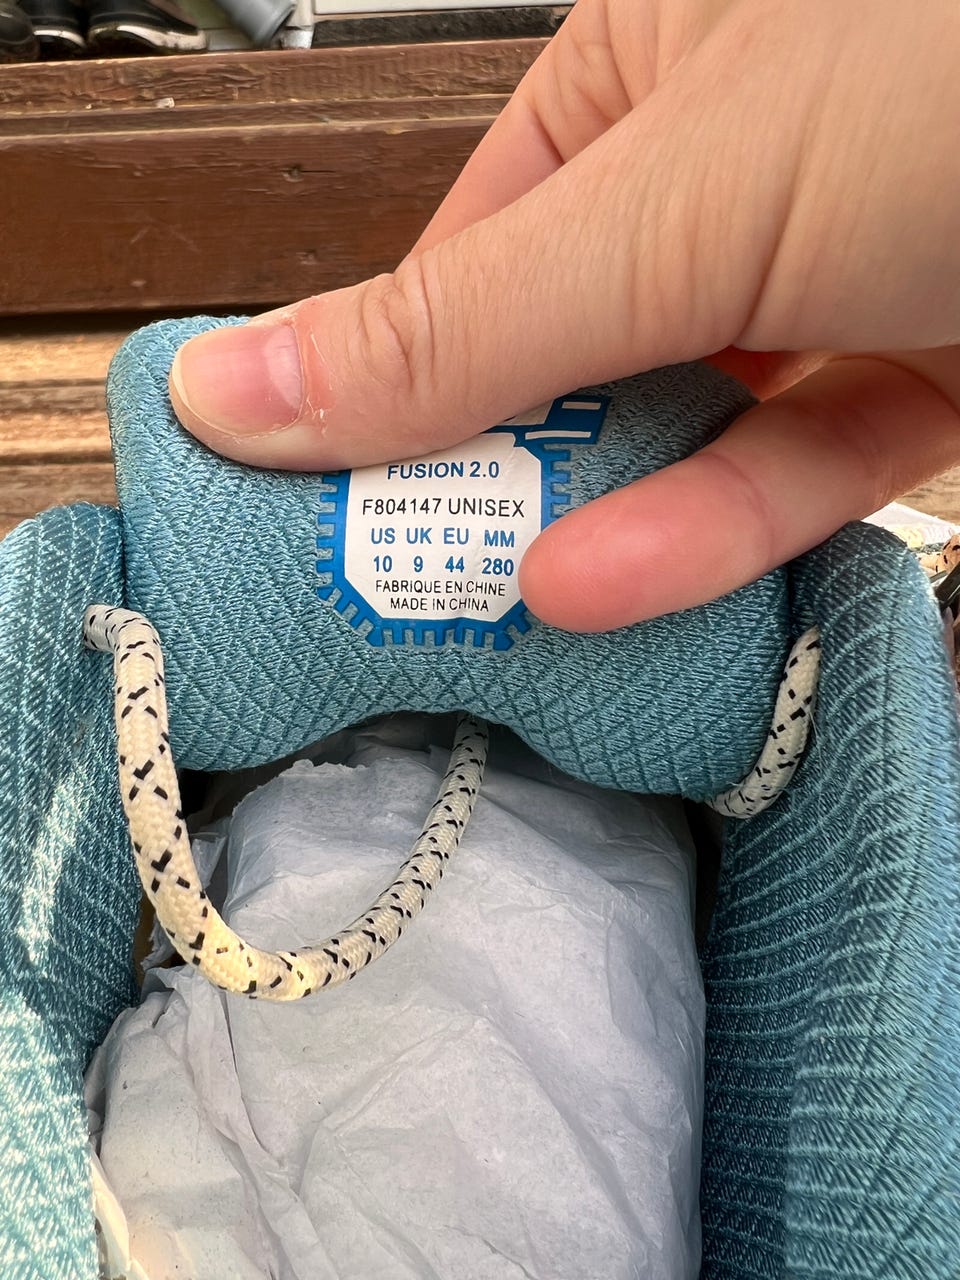 FUSION 2.0
F804147 UNISEX
US UK EU MM
10 9 44 280
FABRIQUE EN CHINE
MADE IN CHINA